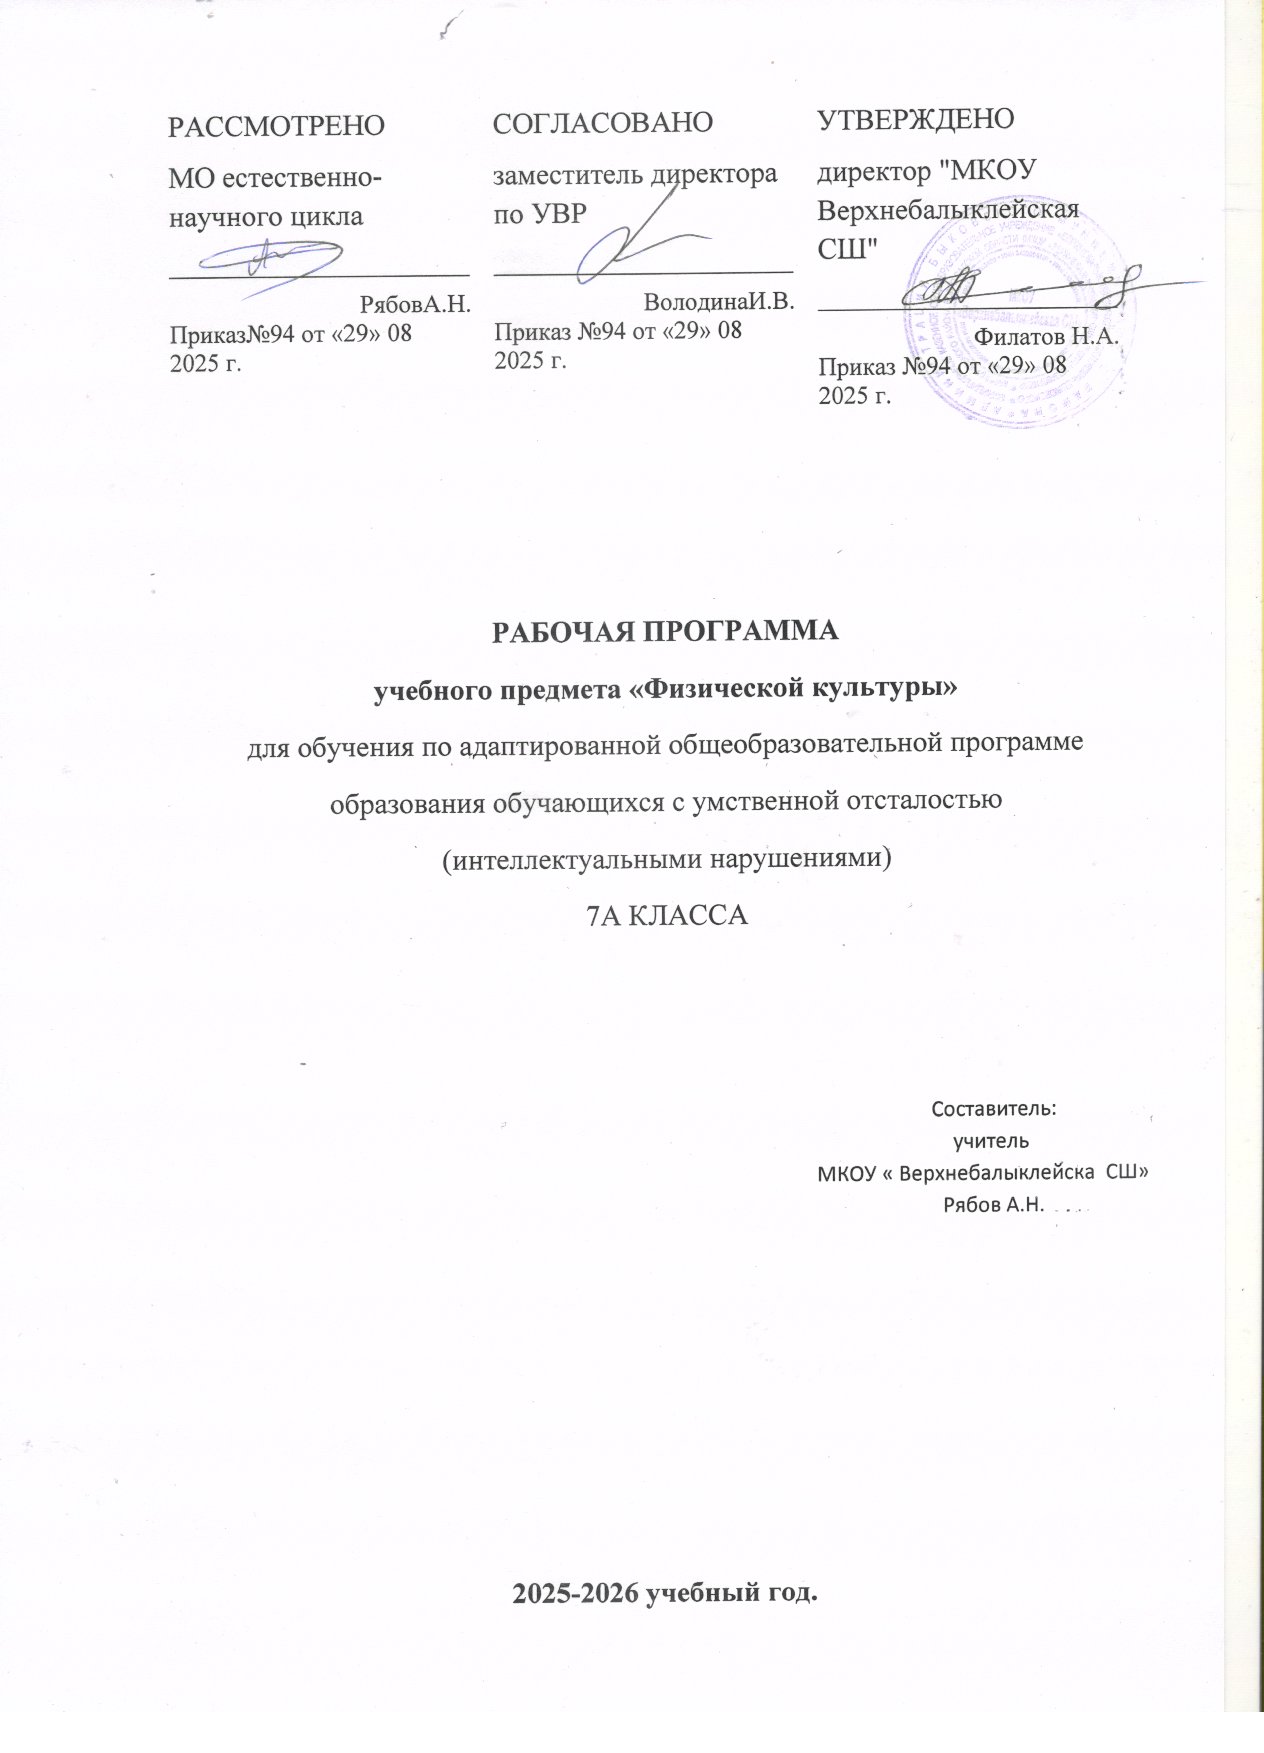 РАССМОТРЕНО
МО естественно-
научного цикла
РябовА.Н.
Приказ№94 от «29» 08
2025 г.
СОГЛАСОВАНО
заместитель директора
по УВР
ВолодинаИ.В.
Приказ №94 от «29» 08
2025 г.
УТВЕРЖДЕНО
директор "МКОУ
Верхнебалыклейская
СШ"
Филатов Н.А.
Приказ №94 от «29» 08
2025 г.
РАБОЧАЯ ПРОГРАММА
учебного предмета «Физической культуры»
для обучения по адаптированной общеобразовательной программе
образования обучающихся с умственной отсталостью
(интеллектуальными нарушениями)
7А КЛАССА
Составитель:
учитель
МКОУ « Верхнебалыклейска СШ»
Рябов А.Н.
2025-2026 учебный год.